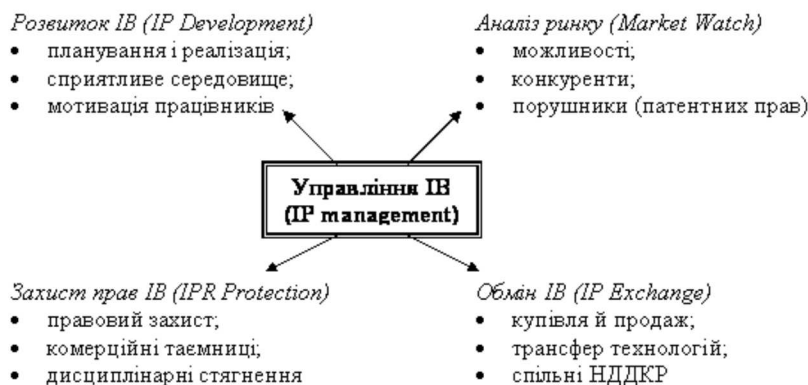 Розвиток ІВ (IP Development)
• планування і реалізація;
• сприятливе середовище;
• мотивація працівників
Аналіз ринку (Market Watch)
• можливості;
• конкуренти;
• порушники (патентних прав)
Управління ІВ
(IP management)
Захист прав ІВ (IPR Protection)
• правовий захист;
• комерційні таємниці;
• дисциплінарні стягнення
Обмін ІВ (IP Exchange)
• купівля й продаж;
• трансфер технологій;
• спільні НДДКР